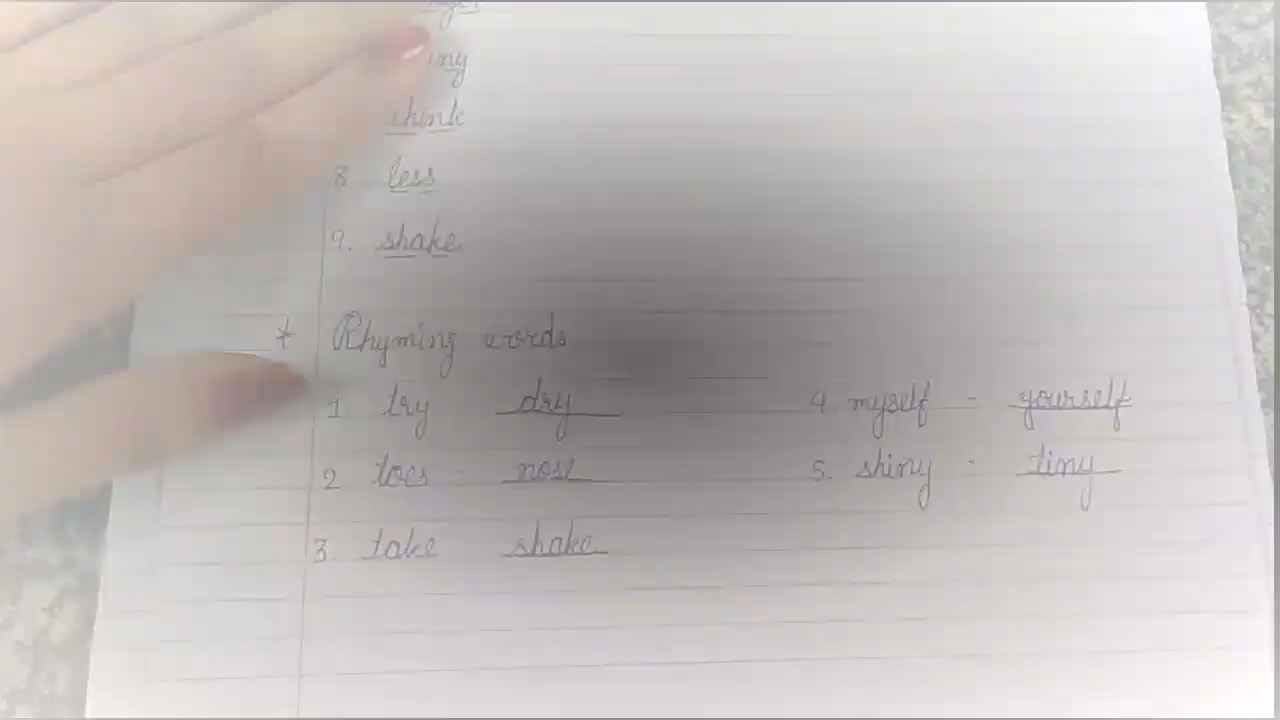 think
8 less
9. shake
* Rhyming words
1 try dry 4. myself - yourself
2 toes - nose 5. shiny - tiny
3 take shake